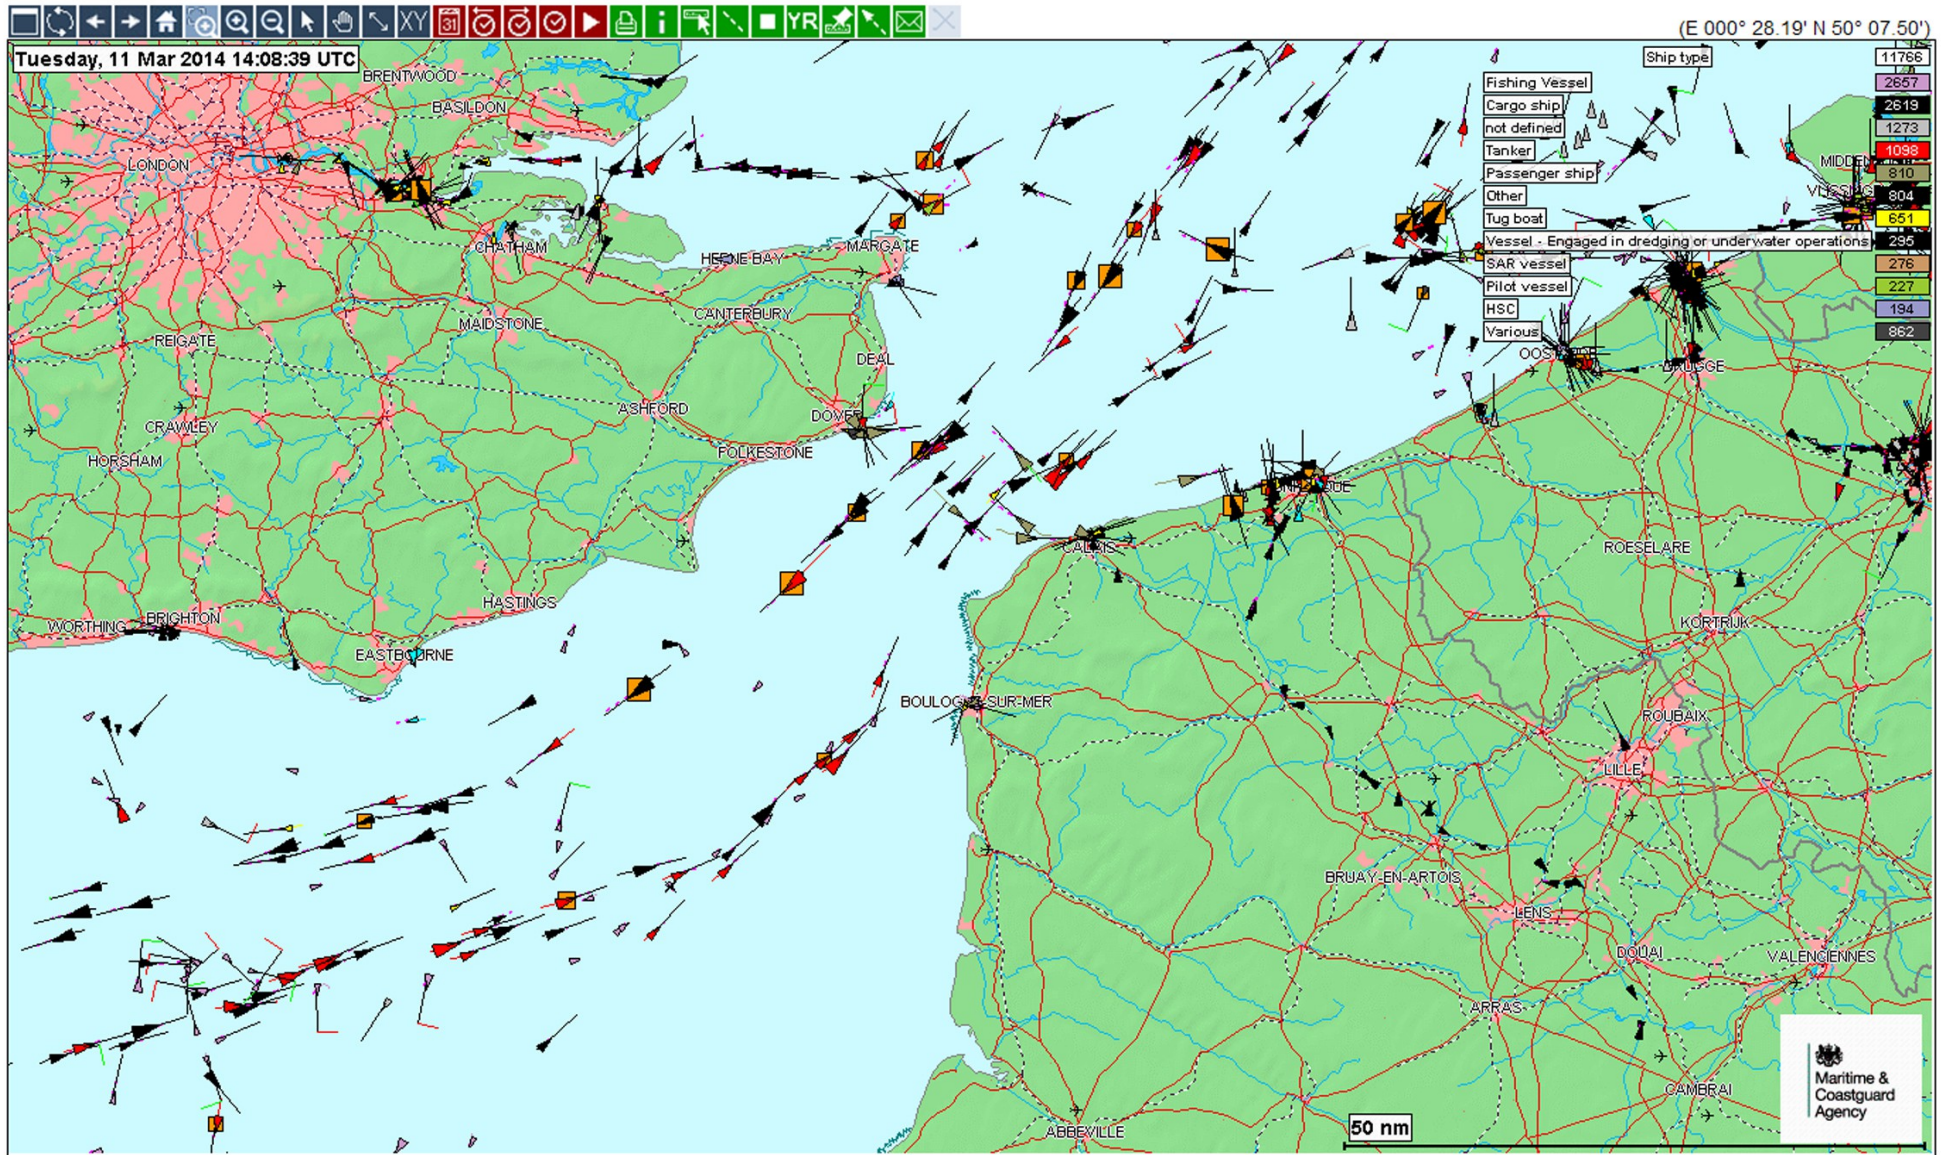 XY
31
YR
(E 000° 28.19' N 50° 07.50')
Tuesday, 11 Mar 2014 14:08:39 UTC
Ship type 11766
Fishing Vessel 2657
Cargo ship 2619
not defined 1273
Tanker 1098
Passenger ship 810
Other 804
Tug boat 651
Vessel - Engaged in dredging or underwater operations 295
SAR vessel 276
Pilot vessel 227
HSC 194
Various 862
BRENTWOOD
BASILDON
LONDON
CHATHAM
MARGATE
HERNE BAY
CANTERBURY
MAIDSTONE
REIGATE
DEAL
ASHFORD
DOVER
CRAWLEY
FOLKESTONE
HORSHAM
CALAIS
ROESELARE
HASTINGS
BRIGHTON
WORTHING
KORTRIJK
EASTBOURNE
BOULOGNE-SUR-MER
ROUBAIX
LILLE
BRUAY-EN-ARTOIS
LENS
DOUAI
VALENCIENNES
ARRAS
CAMBRAI
ABBEVILLE
50 nm
Maritime &
Coastguard
Agency